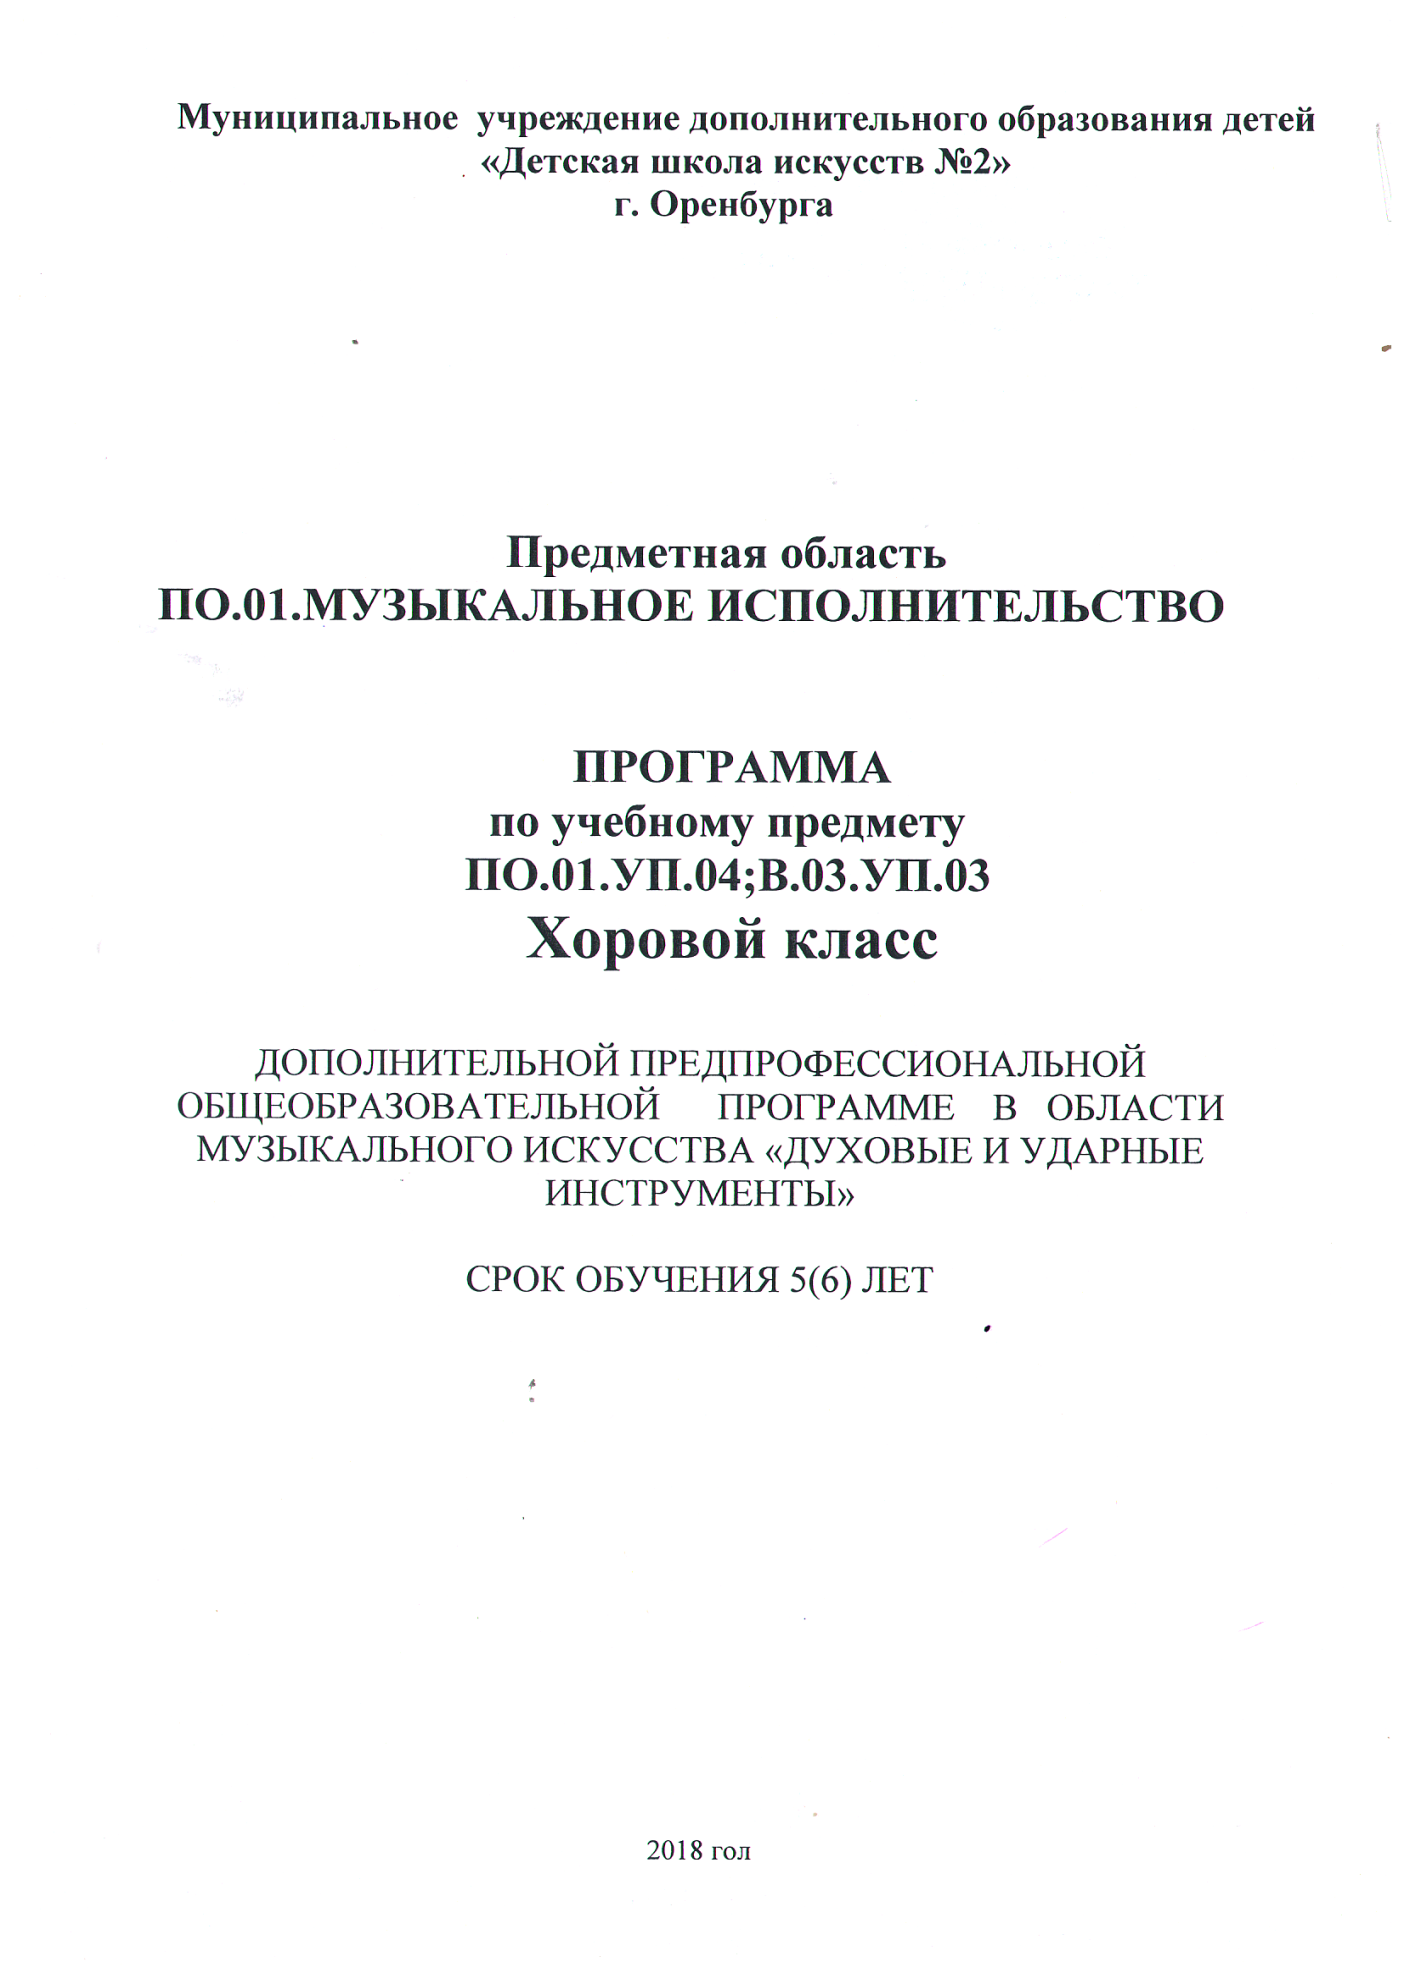 Муниципальное учреждение дополнительного образования детей
«Детская школа искусств №2»
г. Оренбурга
Предметная область
ПО.01.МУЗЫКАЛЬНОЕ ИСПОЛНИТЕЛЬСТВО
ПРОГРАММА
по учебному предмету
ПО.01.УП.04;В.03.УП.03
Хоровой класс
ДОПОЛНИТЕЛЬНОЙ ПРЕДПРОФЕССИОНАЛЬНОЙ
ОБЩЕОБРАЗОВАТЕЛЬНОЙ ПРОГРАММЕ В ОБЛАСТИ
МУЗЫКАЛЬНОГО ИСКУССТВА «ДУХОВЫЕ И УДАРНЫЕ
ИНСТРУМЕНТЫ»
СРОК ОБУЧЕНИЯ 5(6) ЛЕТ
2018 гол